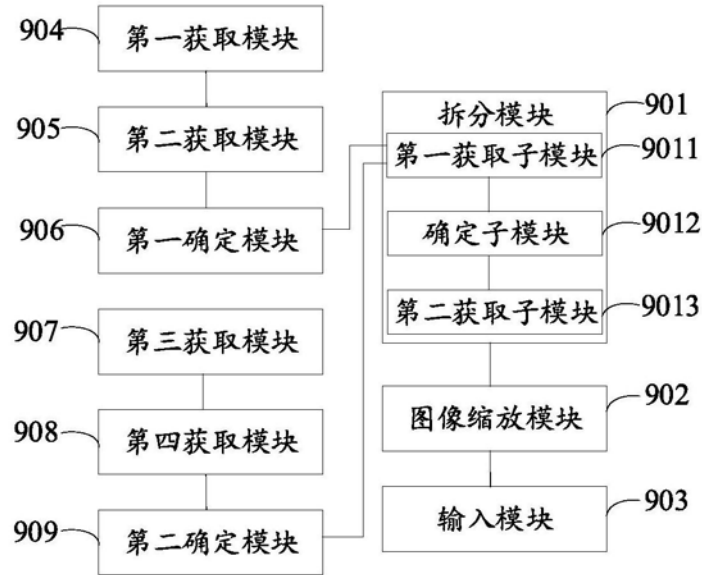 904
第一获取模块
905
第二获取模块
906
第一确定模块
907
第三获取模块
908
第四获取模块
909
第二确定模块
拆分模块
901
第一获取子模块
9011
确定子模块
9012
第二获取子模块
9013
图像缩放模块
902
输入模块
903